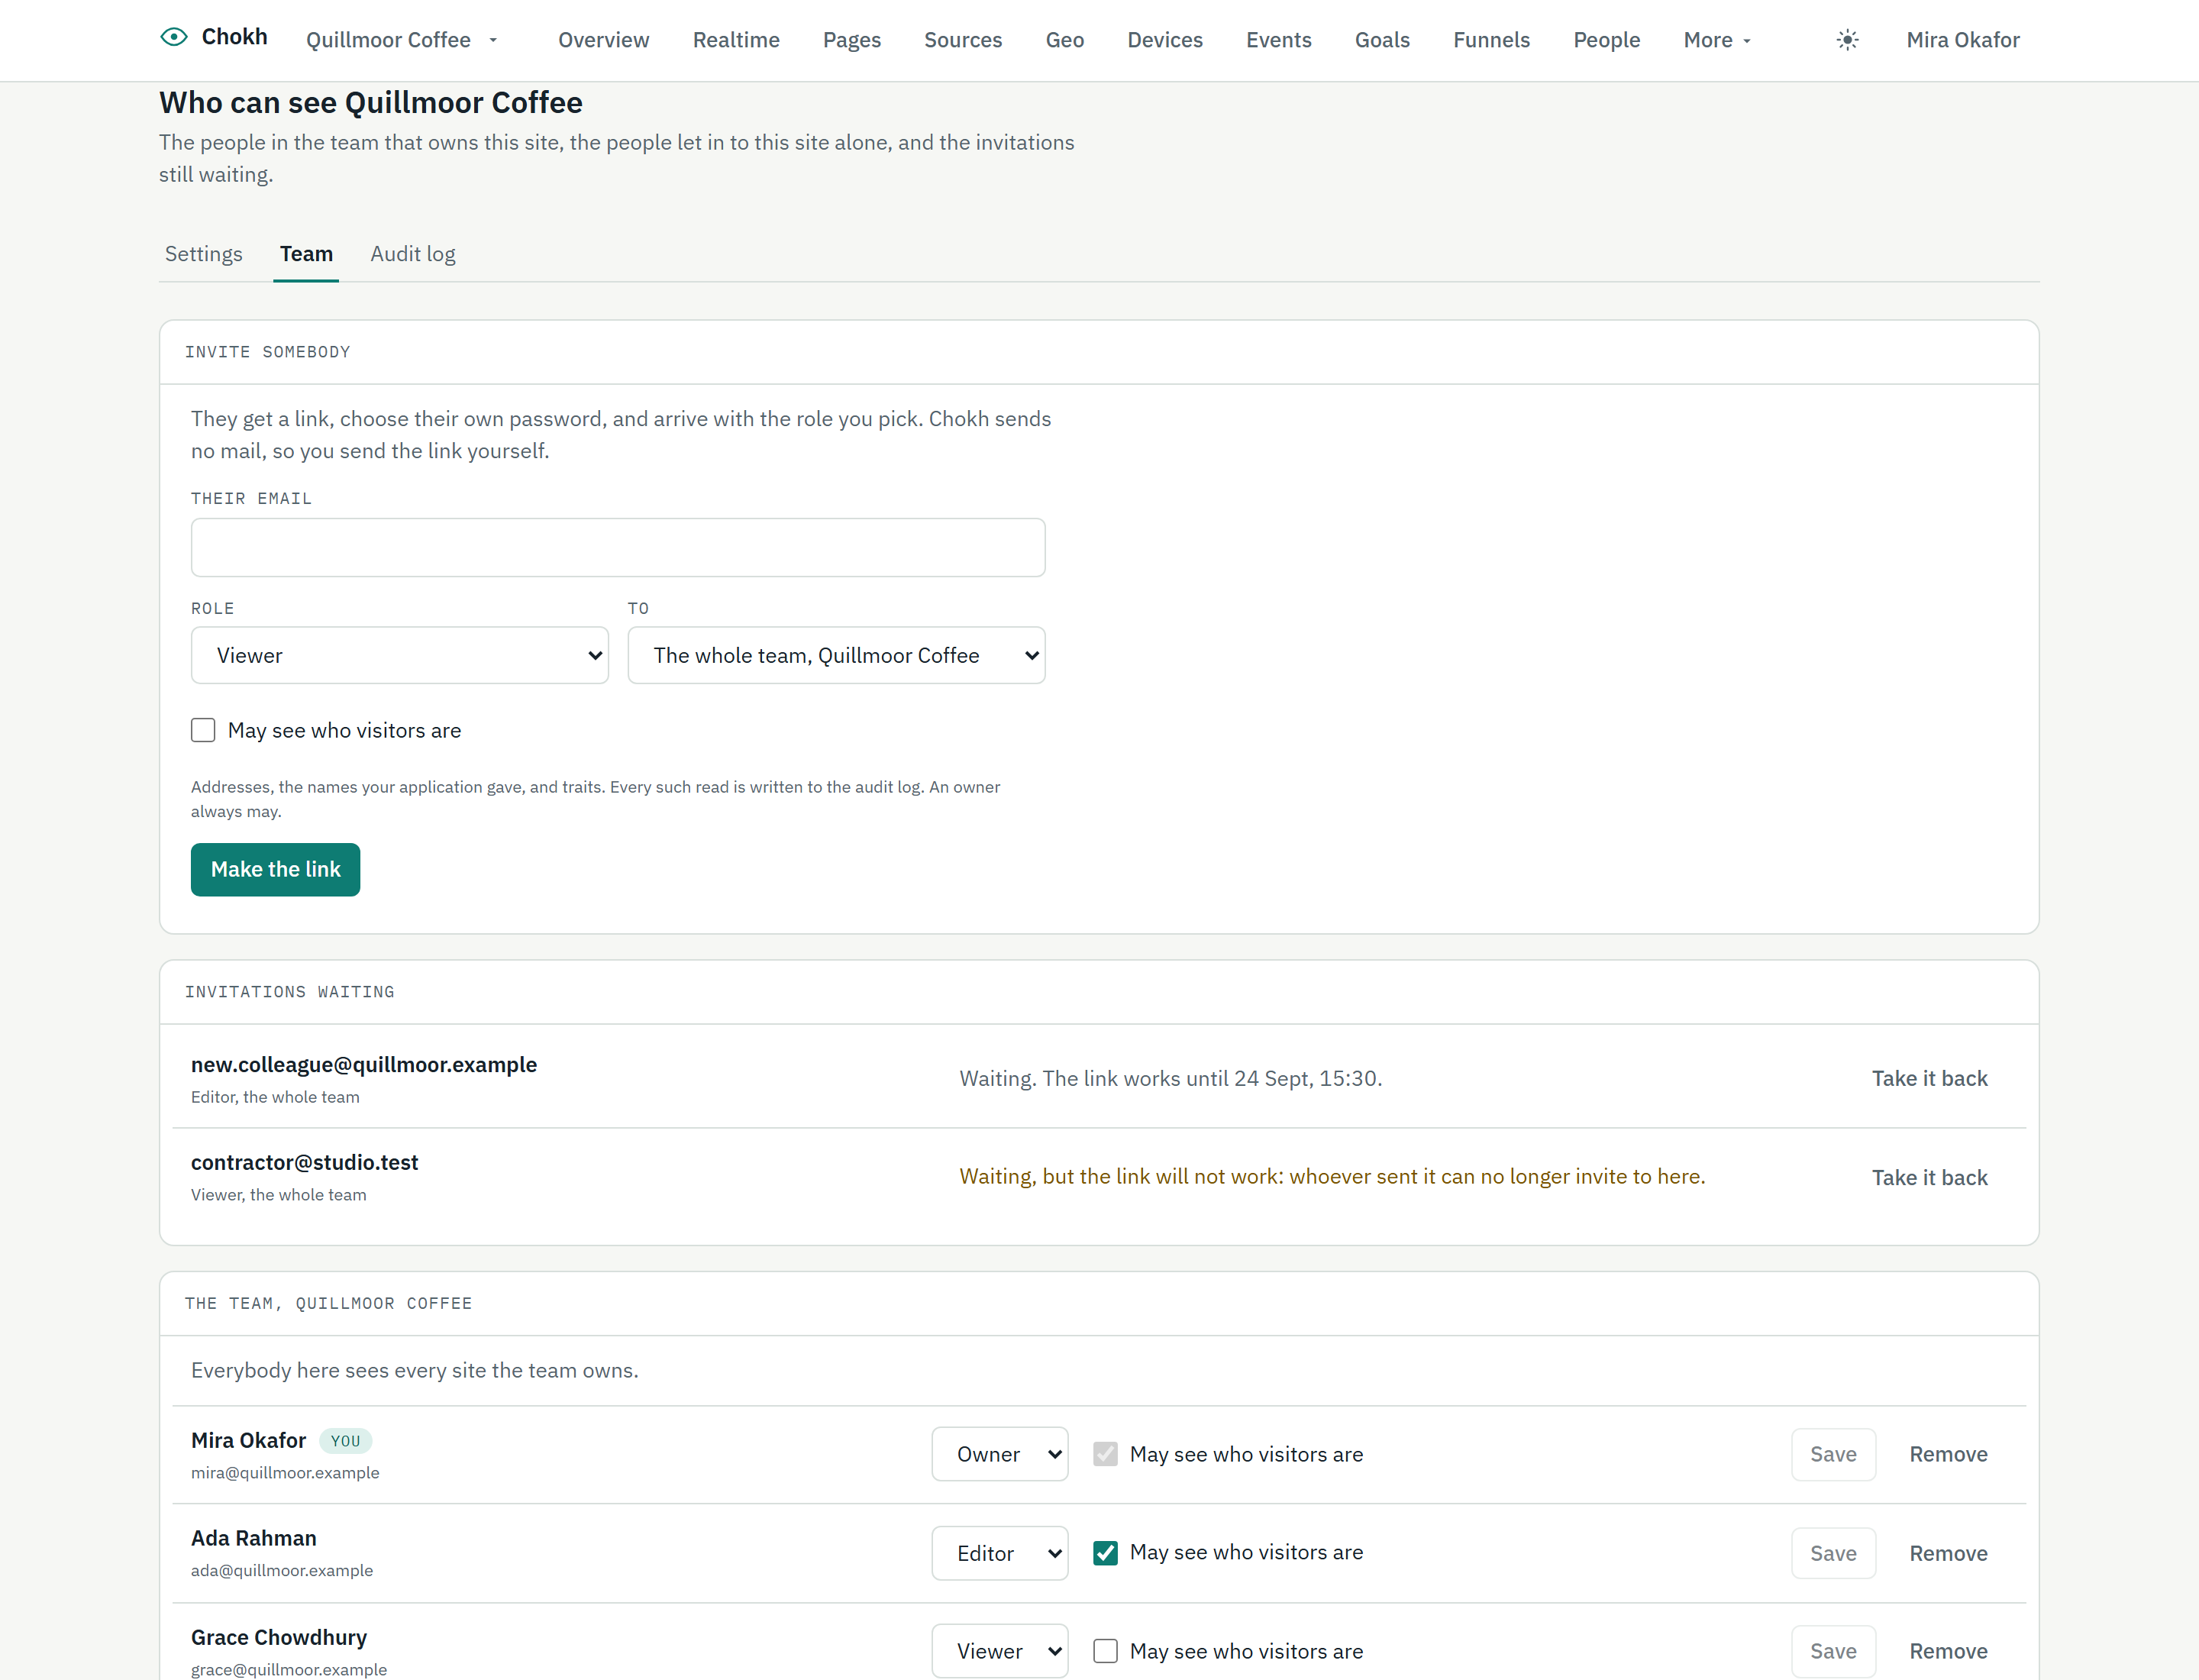 Chokh
Quillmoor Coffee
Overview
Realtime
Pages
Sources
Geo
Devices
Events
Goals
Funnels
People
More
Mira Okafor
Who can see Quillmoor Coffee
The people in the team that owns this site, the people let in to this site alone, and the invitations
still waiting.
Settings
Team
Audit log
INVITE SOMEBODY
They get a link, choose their own password, and arrive with the role you pick. Chokh sends
no mail, so you send the link yourself.
THEIR EMAIL
ROLE
TO
Viewer
The whole team, Quillmoor Coffee
May see who visitors are
Addresses, the names your application gave, and traits. Every such read is written to the audit log. An owner
always may.
Make the link
INVITATIONS WAITING
new.colleague@quillmoor.example
Editor, the whole team
Waiting. The link works until 24 Sept, 15:30.
Take it back
contractor@studio.test
Viewer, the whole team
Waiting, but the link will not work: whoever sent it can no longer invite to here.
Take it back
THE TEAM, QUILLMOOR COFFEE
Everybody here sees every site the team owns.
Mira Okafor
YOU
mira@quillmoor.example
Owner
May see who visitors are
Save
Remove
Ada Rahman
ada@quillmoor.example
Editor
May see who visitors are
Save
Remove
Grace Chowdhury
grace@quillmoor.example
Viewer
May see who visitors are
Save
Remove